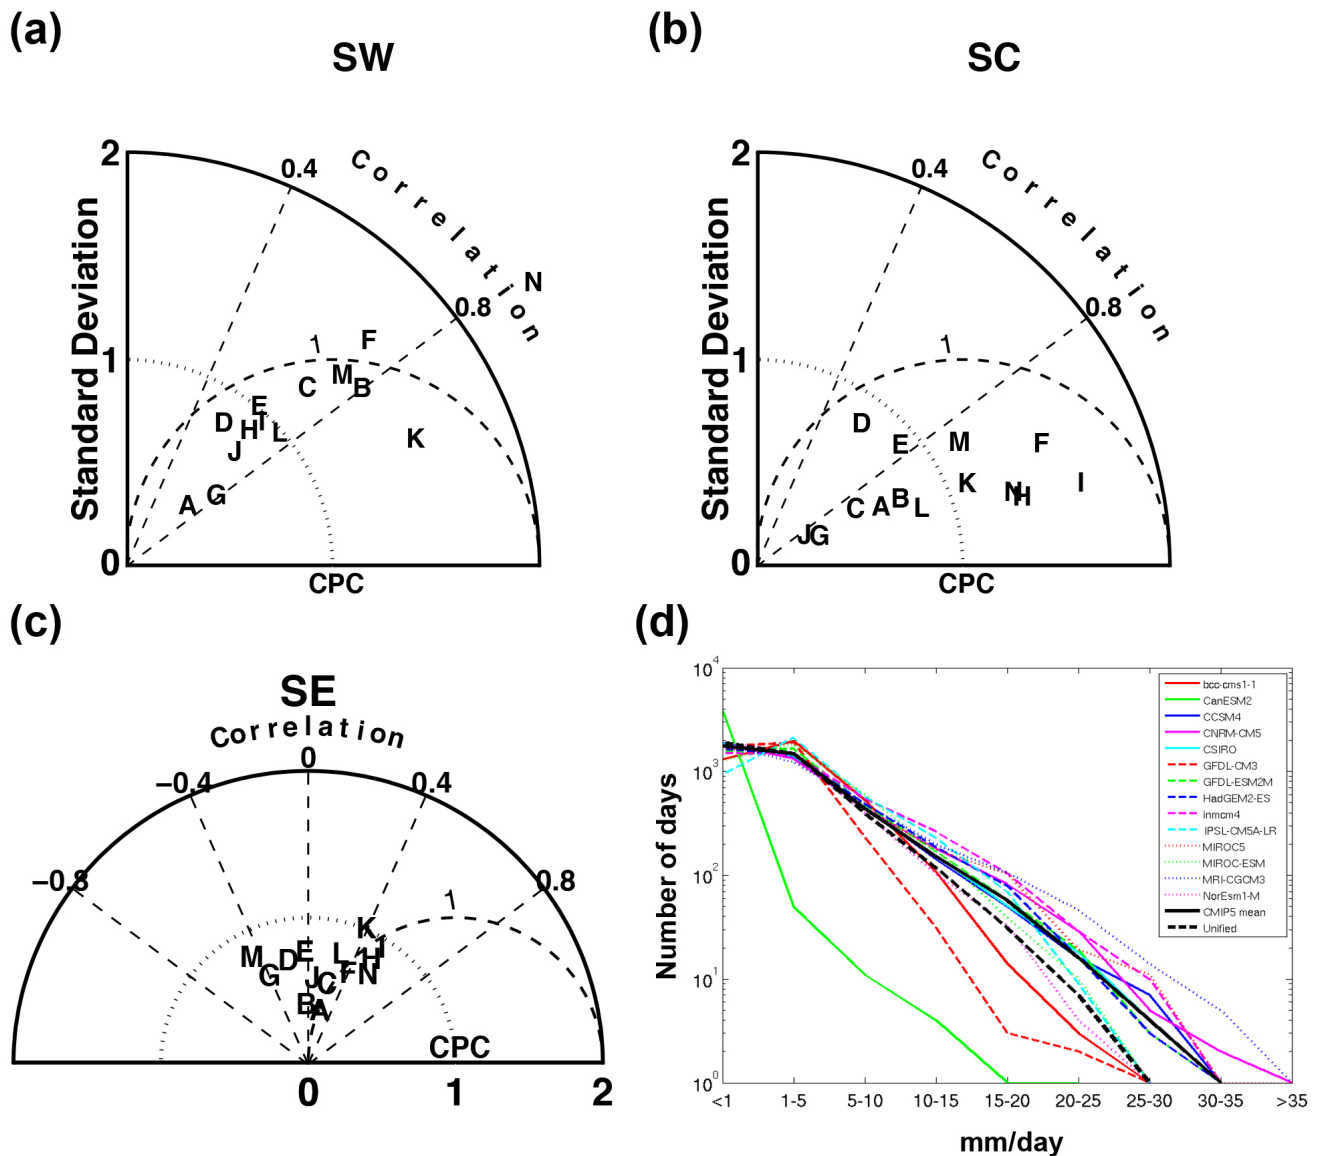 (a)
SW
2
0.4
Correlation
N
0.8
Standard Deviation
1
1
F
C
M
B
E
D
I
H
L
K
J
A
G
0
CPC
(b)
SC
2
0.4
Correlation
0.8
Standard Deviation
1
1
D
E
M
F
K
I
N
H
B
C
A
L
J
G
0
CPC
(c)
SE
Correlation
0
−0.4
0.4
−0.8
0.8
1
K
M
D
E
L
H
I
G
J
C
F
N
B
A
CPC
0
1
2
(d)
10⁴
10³
10²
10¹
10⁰
Number of days
bcc-cms1-1
CanESM2
CCSM4
CNRM-CM5
CSIRO
GFDL-CM3
GFDL-ESM2M
HadGEM2-ES
inmcm4
IPSL-CM5A-LR
MIROC5
MIROC-ESM
MRI-CGCM3
NorEsm1-M
CMIP5 mean
Unified
<1
1-5
5-10
10-15
15-20
20-25
25-30
30-35
>35
mm/day